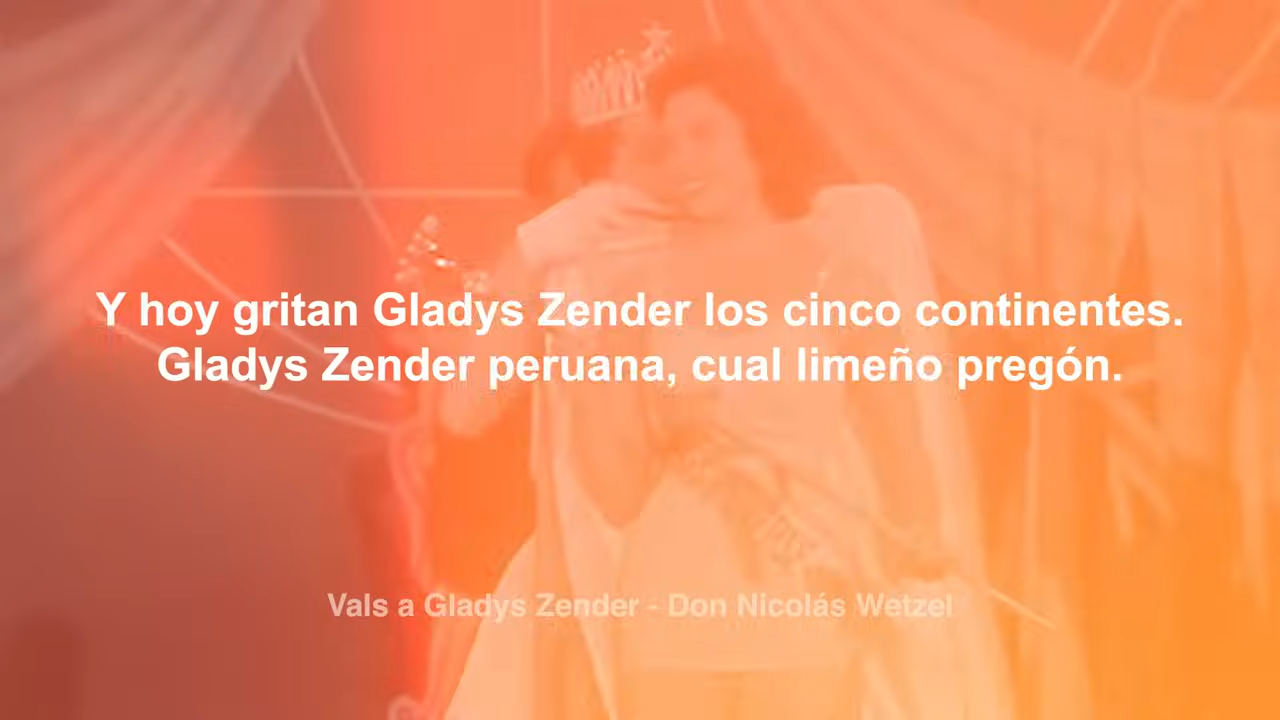 Y hoy gritan Gladys Zender los cinco continentes.
Gladys Zender peruana, cual limeño pregón.
Vals a Gladys Zender - Don Nicolás Wetzel